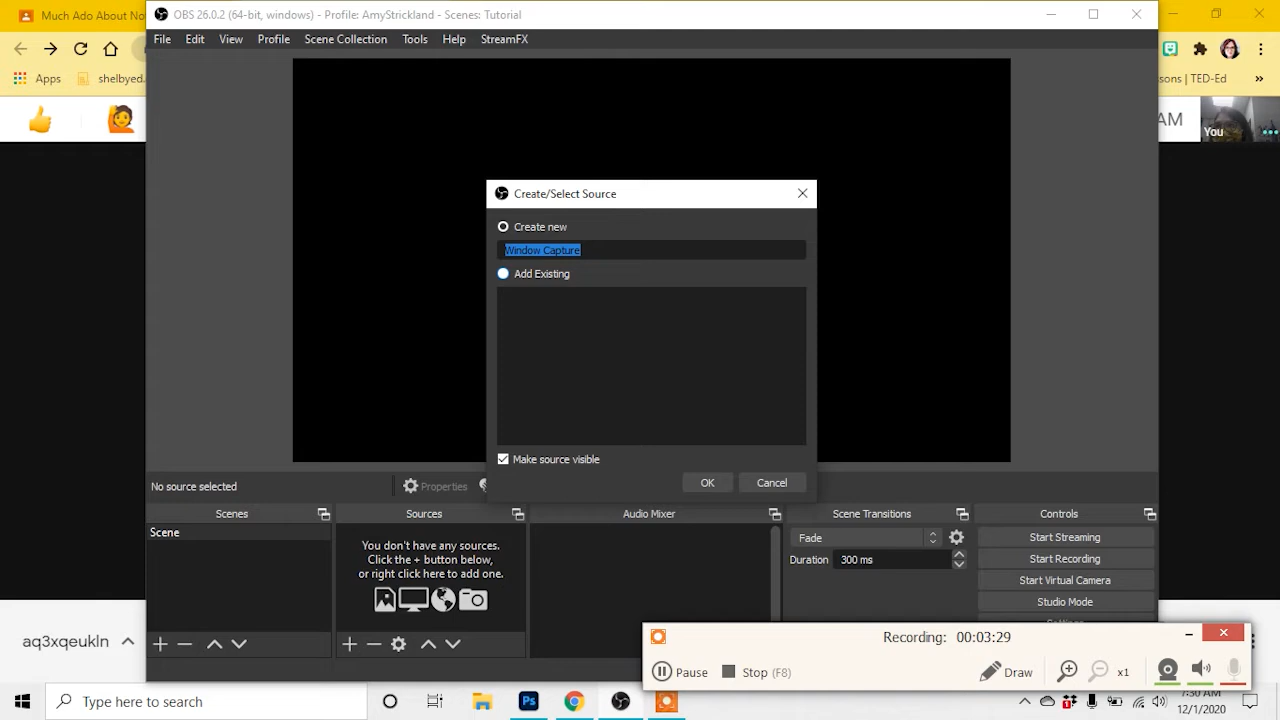 Much Ado About No
OBS 26.0.2 (64-bit, windows) - Profile: AmyStrickland - Scenes: Tutorial
File Edit View Profile Scene Collection Tools Help StreamFX
Apps
shelbyed.
ssons | TED-Ed
»
AM
You
Create/Select Source
Create new
Window Capture
Add Existing
Make source visible
OK
Cancel
No source selected
Properties
Scenes
Sources
Audio Mixer
Scene Transitions
Controls
Scene
You don't have any sources.
Click the + button below,
or right click here to add one.
Fade
Duration 300 ms
Start Streaming
Start Recording
Start Virtual Camera
Studio Mode
aq3xqeukln
Recording: 00:03:29
Pause
Stop (F8)
Draw
x1
Type here to search
Ps
7:30 AM
12/1/2020